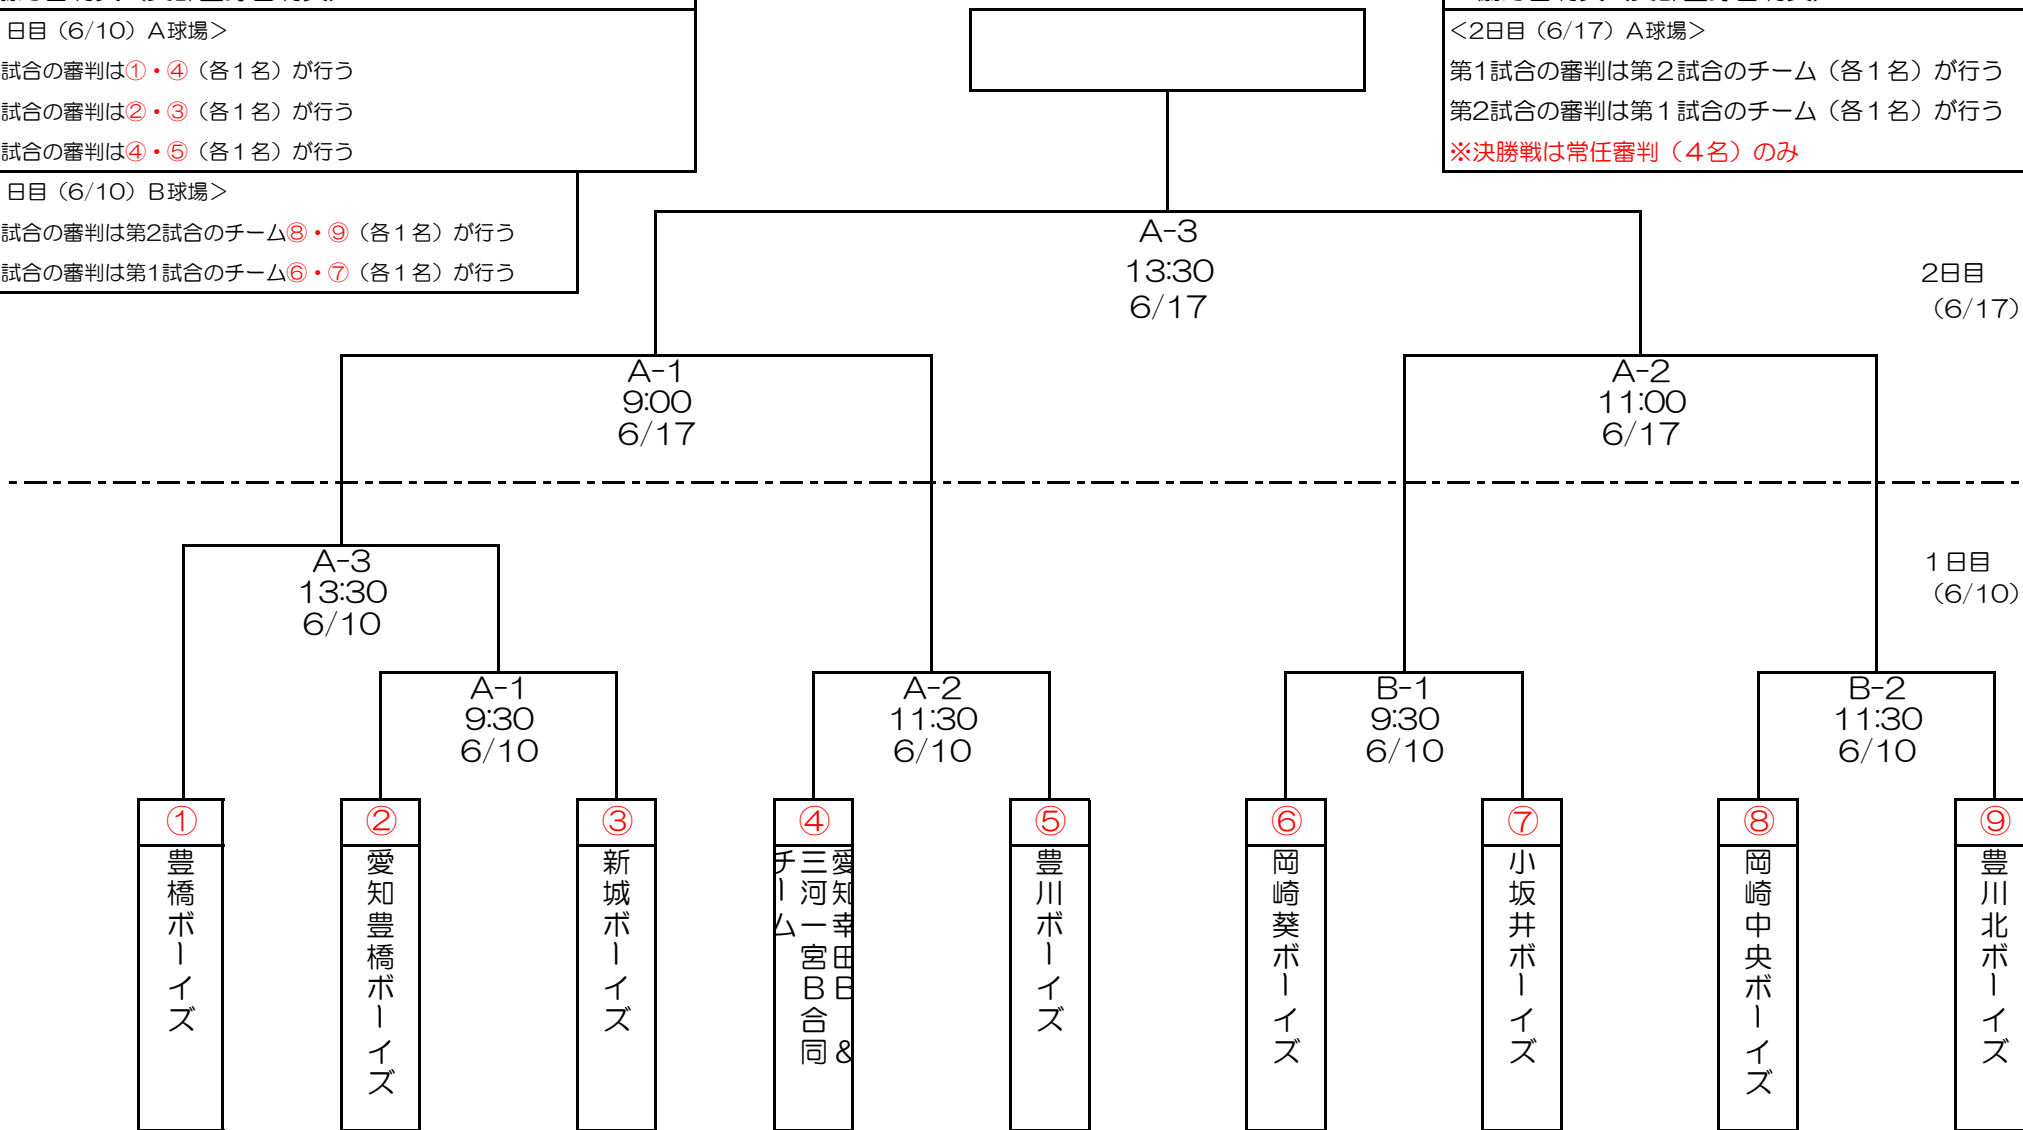 日目（6/10）A球場＞
試合の審判は①・④（各１名）が行う
試合の審判は②・③（各１名）が行う
試合の審判は④・⑤（各１名）が行う
日目（6/10）B球場＞
試合の審判は第2試合のチーム⑧・⑨（各１名）が行う
試合の審判は第1試合のチーム⑥・⑦（各１名）が行う
＜2日目（6/17）A球場＞
第1試合の審判は第２試合のチーム（各１名）が行う
第2試合の審判は第１試合のチーム（各１名）が行う
※決勝戦は常任審判（４名）のみ
A-3
13:30
6/17
2日目
（6/17）
A-1
9:00
6/17
A-2
11:00
6/17
A-3
13:30
6/10
１日目
（6/10）
A-1
9:30
6/10
A-2
11:30
6/10
B-1
9:30
6/10
B-2
11:30
6/10
①
豊橋ボーイズ
②
愛知豊橋ボーイズ
③
新城ボーイズ
④
愛知幸田B　&
三河一宮B合同
チーム
⑤
豊川ボーイズ
⑥
岡崎葵ボーイズ
⑦
小坂井ボーイズ
⑧
岡崎中央ボーイズ
⑨
豊川北ボーイズ